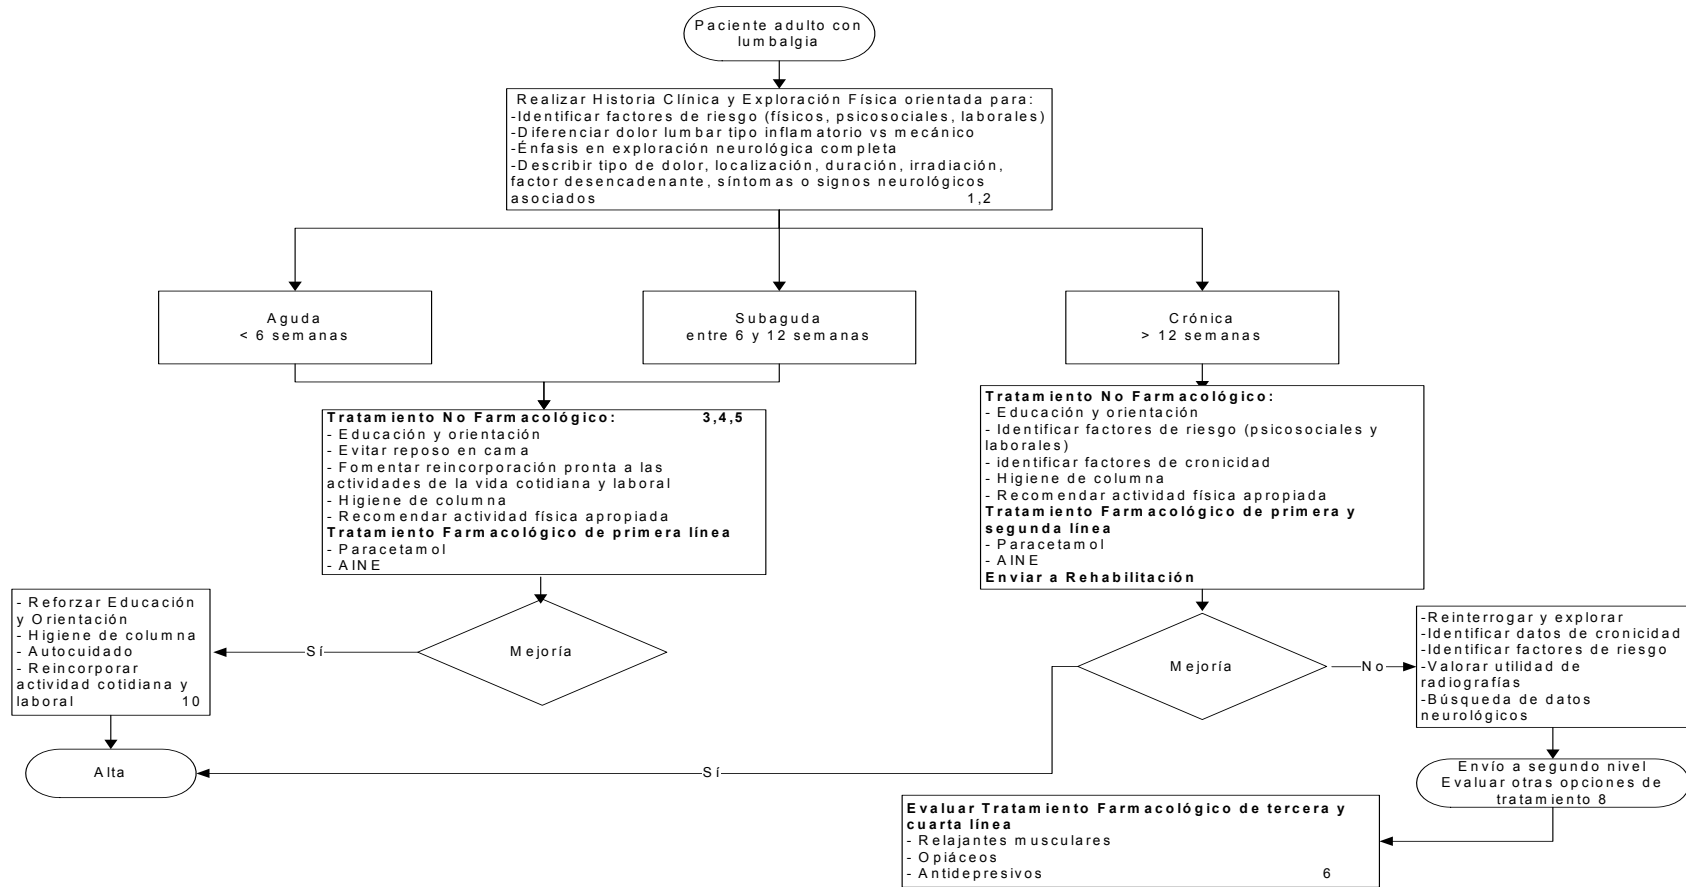 Paciente adulto con
lumbalgia
Realizar Historia Clínica y Exploración Física orientada para:
-Identificar factores de riesgo (físicos, psicosociales, laborales)
-Diferenciar dolor lumbar tipo inflamatorio vs mecánico
-Énfasis en exploración neurológica completa
-Describir tipo de dolor, localización, duración, irradiación,
factor desencadenante, síntomas o signos neurológicos
asociados 1,2
Aguda
< 6 semanas
Subaguda
entre 6 y 12 semanas
Crónica
> 12 semanas
Tratamiento No Farmacológico: 3,4,5
- Educación y orientación
- Evitar reposo en cama
- Fomentar reincorporación pronta a las
actividades de la vida cotidiana y laboral
- Higiene de columna
- Recomendar actividad física apropiada
Tratamiento Farmacológico de primera línea
- Paracetamol
- AINE
Tratamiento No Farmacológico:
- Educación y orientación
- Identificar factores de riesgo (psicosociales y
laborales)
- identificar factores de cronicidad
- Higiene de columna
- Recomendar actividad física apropiada
Tratamiento Farmacológico de primera y
segunda línea
- Paracetamol
- AINE
Enviar a Rehabilitación
- Reforzar Educación
y Orientación
- Higiene de columna
- Autocuidado
- Reincorporar
actividad cotidiana y
laboral 10
Sí
Mejoría
Mejoría
No
-Reinterrogar y explorar
-Identificar datos de cronicidad
-Identificar factores de riesgo
-Valorar utilidad de
radiografías
-Búsqueda de datos
neurológicos
Alta
Sí
Envío a segundo nivel
Evaluar otras opciones de
tratamiento 8
Evaluar Tratamiento Farmacológico de tercera y
cuarta línea
- Relajantes musculares
- Opiáceos
- Antidepresivos 6